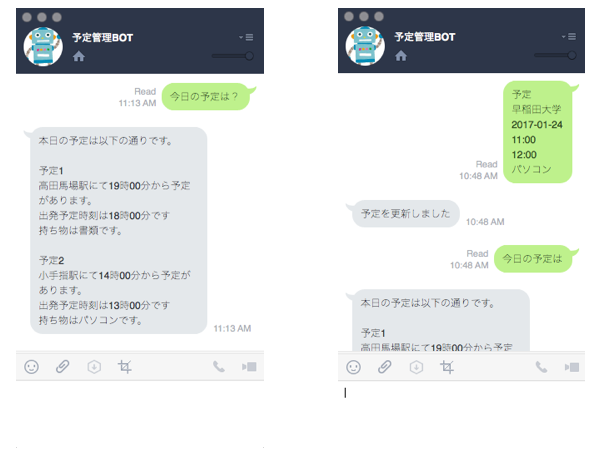 予定管理BOT
Read
11:13 AM
今日の予定は？
本日の予定は以下の通りです。
予定1
高田馬場駅にて19時00分から予定
があります。
出発予定時刻は18時00分です
持ち物は書類です。
予定2
小手指駅にて14時00分から予定が
あります。
出発予定時刻は13時00分です
持ち物はパソコンです。
11:13 AM
予定管理BOT
予定
早稲田大学
2017-01-24
11:00
12:00
パソコン
Read
10:48 AM
予定を更新しました
10:48 AM
Read
10:48 AM
今日の予定は
本日の予定は以下の通りです。
予定1
高田馬場駅にて19時00分から予定